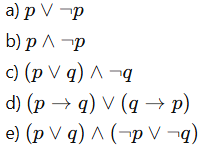 a) p ∨ ¬p
b) p ∧ ¬p
c) (p ∨ q) ∧ ¬q
d) (p → q) ∨ (q → p)
e) (p ∨ q) ∧ (¬p ∨ ¬q)